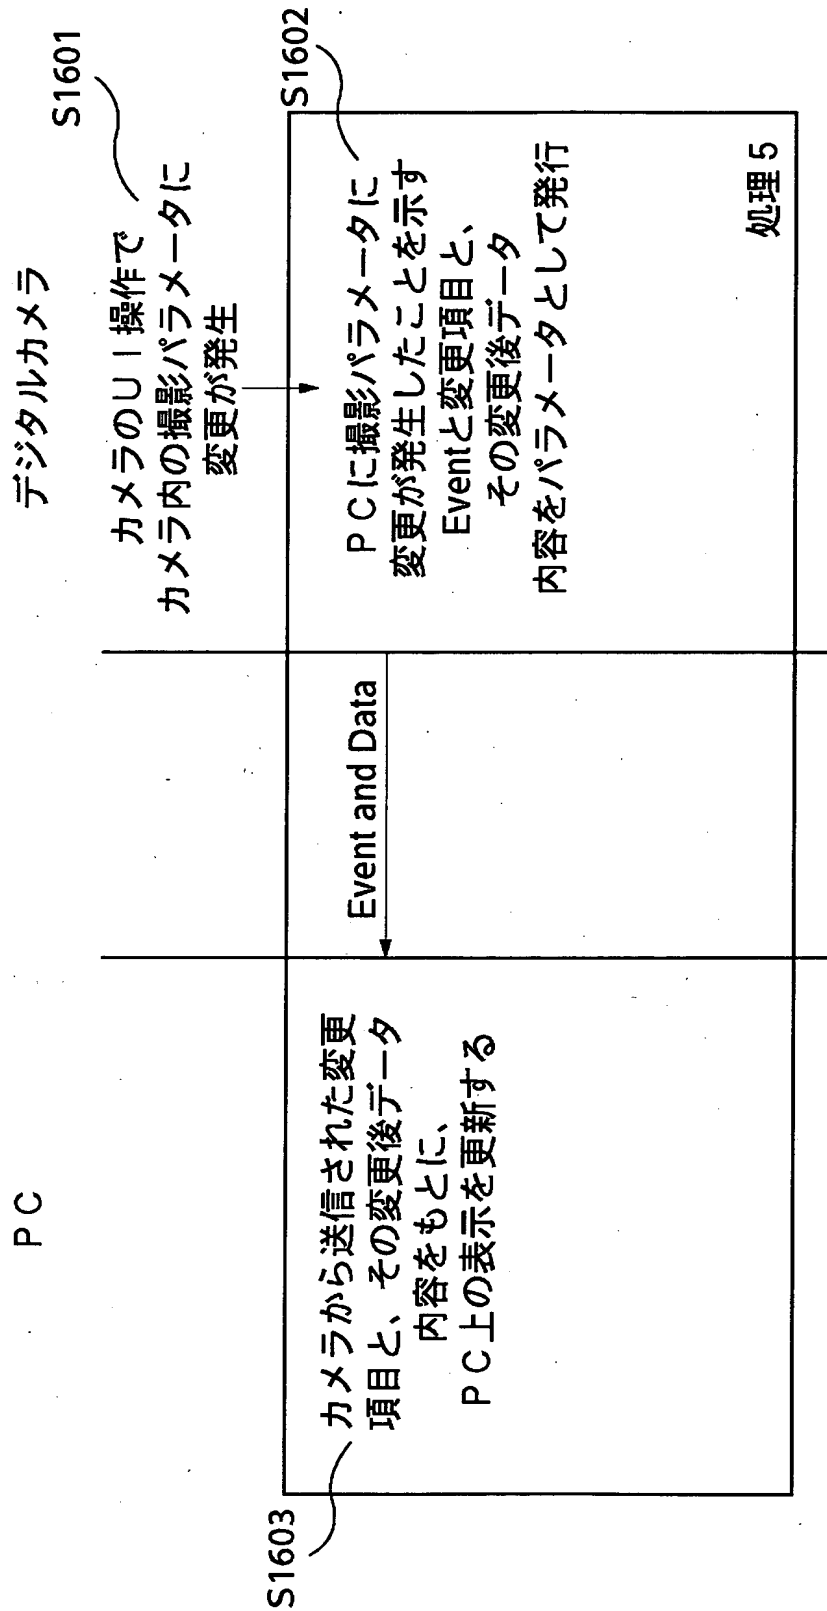 PC
デジタルカメラ
S1601
カメラのUI操作で
カメラ内の撮影パラメータに
変更が発生
S1602
PCに撮影パラメータに
変更が発生したことを示す
Eventと変更項目と、
その変更後データ
内容をパラメータとして発行
Event and Data
S1603
カメラから送信された変更
項目と、その変更後データ
内容をもとに、
PC上の表示を更新する
処理5